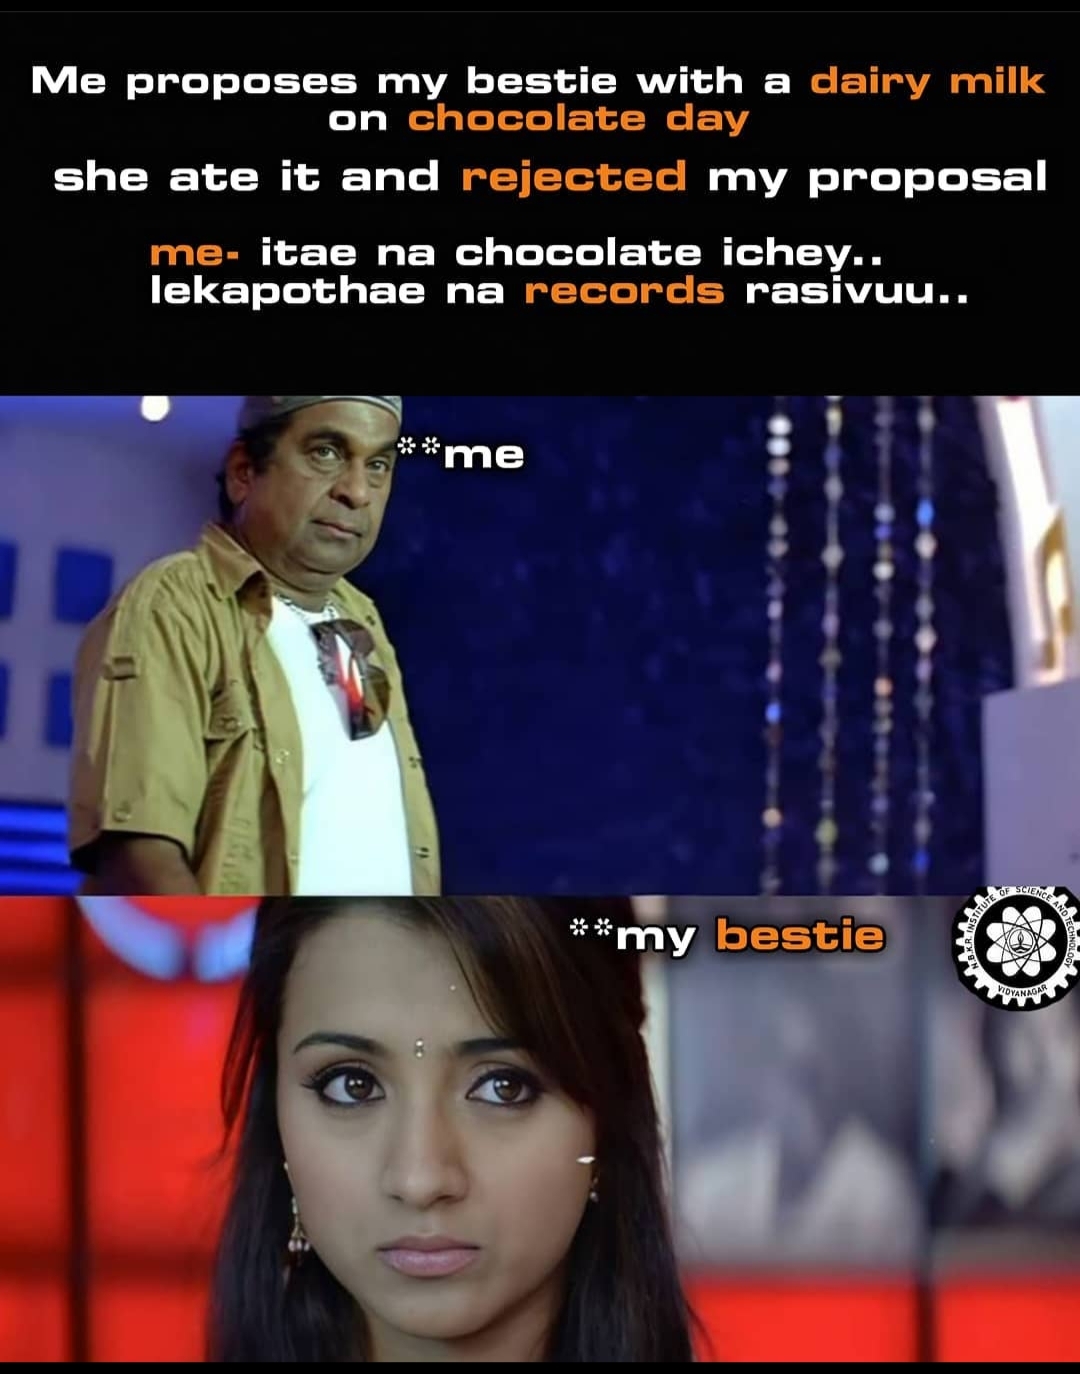 Me proposes my bestie with a dairy milk
on chocolate day
she ate it and rejected my proposal
me- itae na chocolate ichey..
lekapothae na records rasivuu..
**me
**my bestie
N.B.K.R. INSTITUTE OF SCIENCE AND TECHNOLOGY
VIDYANAGAR